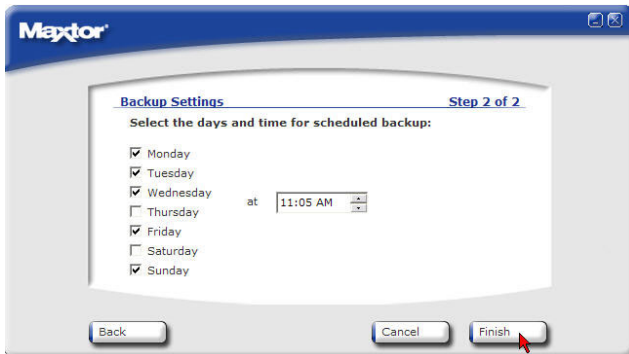 Maxtor
Backup Settings Step 2 of 2
Select the days and time for scheduled backup:
Monday
Tuesday
Wednesday
at 11:05 AM
Thursday
Friday
Saturday
Sunday
Back Cancel Finish